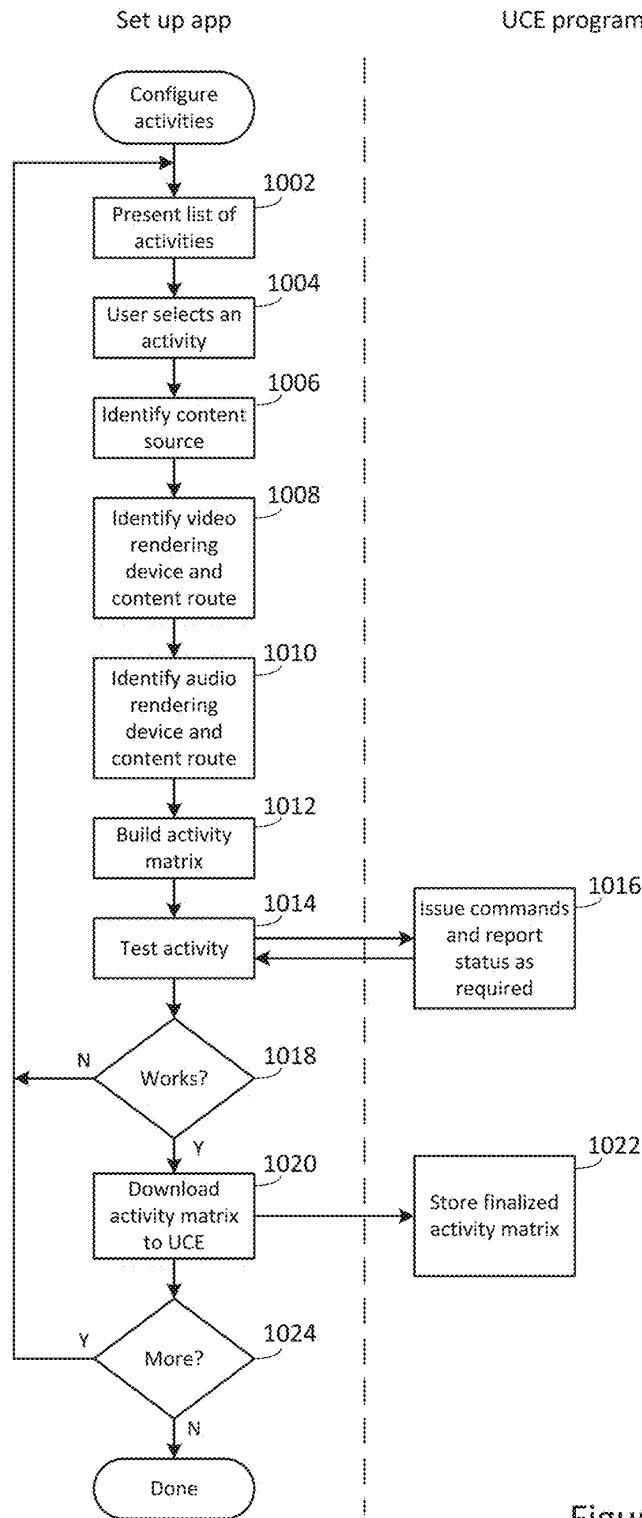 Set up app
UCE program
Configure
activities
1002
Present list of
activities
1004
User selects an
activity
1006
Identify content
source
1008
Identify video
rendering
device and
content route
1010
Identify audio
rendering
device and
content route
1012
Build activity
matrix
1014
Test activity
1016
Issue commands
and report
status as
required
N
Works?
1018
Y
1020
Download
activity matrix
to UCE
1022
Store finalized
activity matrix
Y
More?
1024
N
Done
Figu